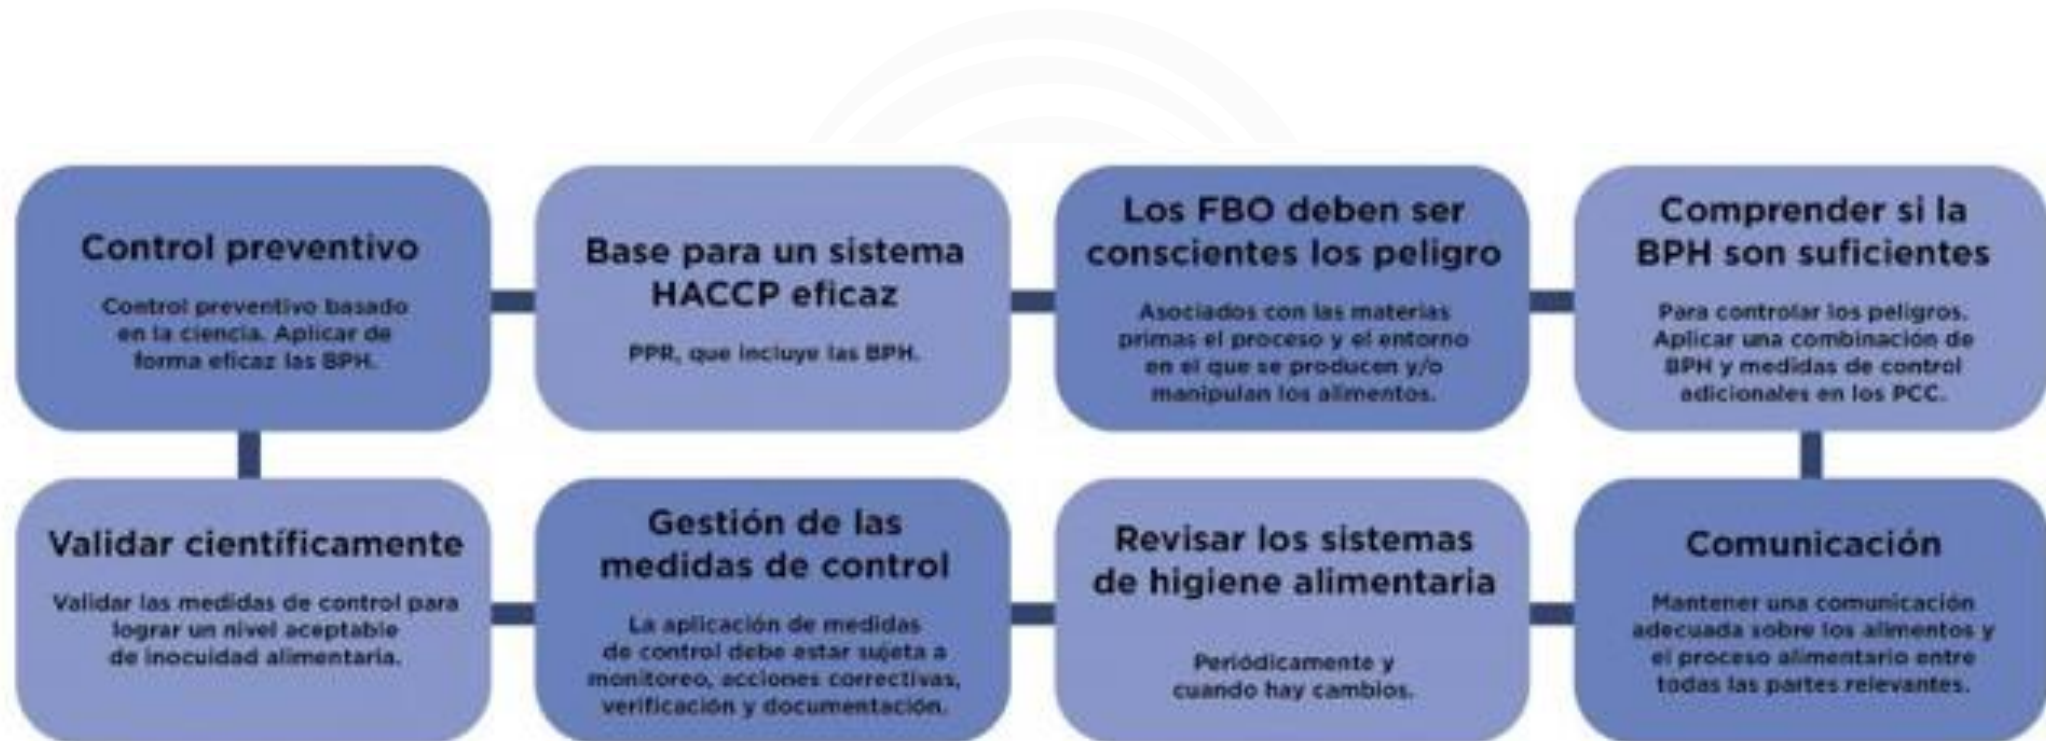 Control preventivo
Control preventivo basado
en la ciencia. Aplicar de
forma eficaz las BPH.
Base para un sistema
HACCP eficaz
PPR, que incluye las BPH.
Los FBO deben ser
conscientes los peligro
Asociados con las materias
primas el proceso y el entorno
en el que se producen y/o
manipulan los alimentos.
Comprender si la
BPH son suficientes
Para controlar los peligros.
Aplicar una combinación de
BPH y medidas de control
adicionales en los PCC.
Validar científicamente
Validar las medidas de control para
lograr un nivel aceptable
de inocuidad alimentaria.
Gestión de las
medidas de control
La aplicación de medidas
de control debe estar sujeta a
monitoreo, acciones correctivas,
verificación y documentación.
Revisar los sistemas
de higiene alimentaria
Periódicamente y
cuando hay cambios.
Comunicación
Mantener una comunicación
adecuada sobre los alimentos y
el proceso alimentario entre
todas las partes relevantes.